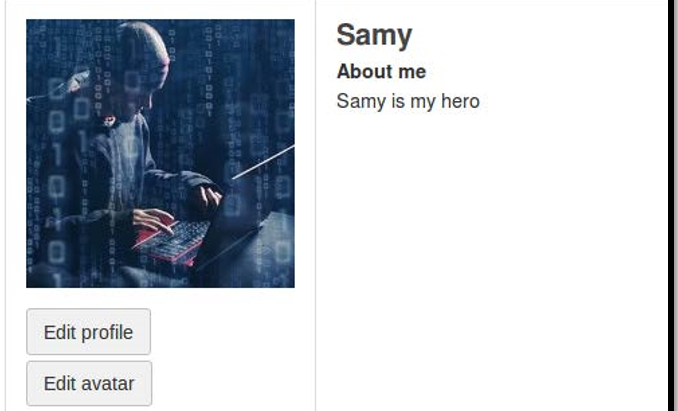 Samy
About me
Samy is my hero
Edit profile
Edit avatar